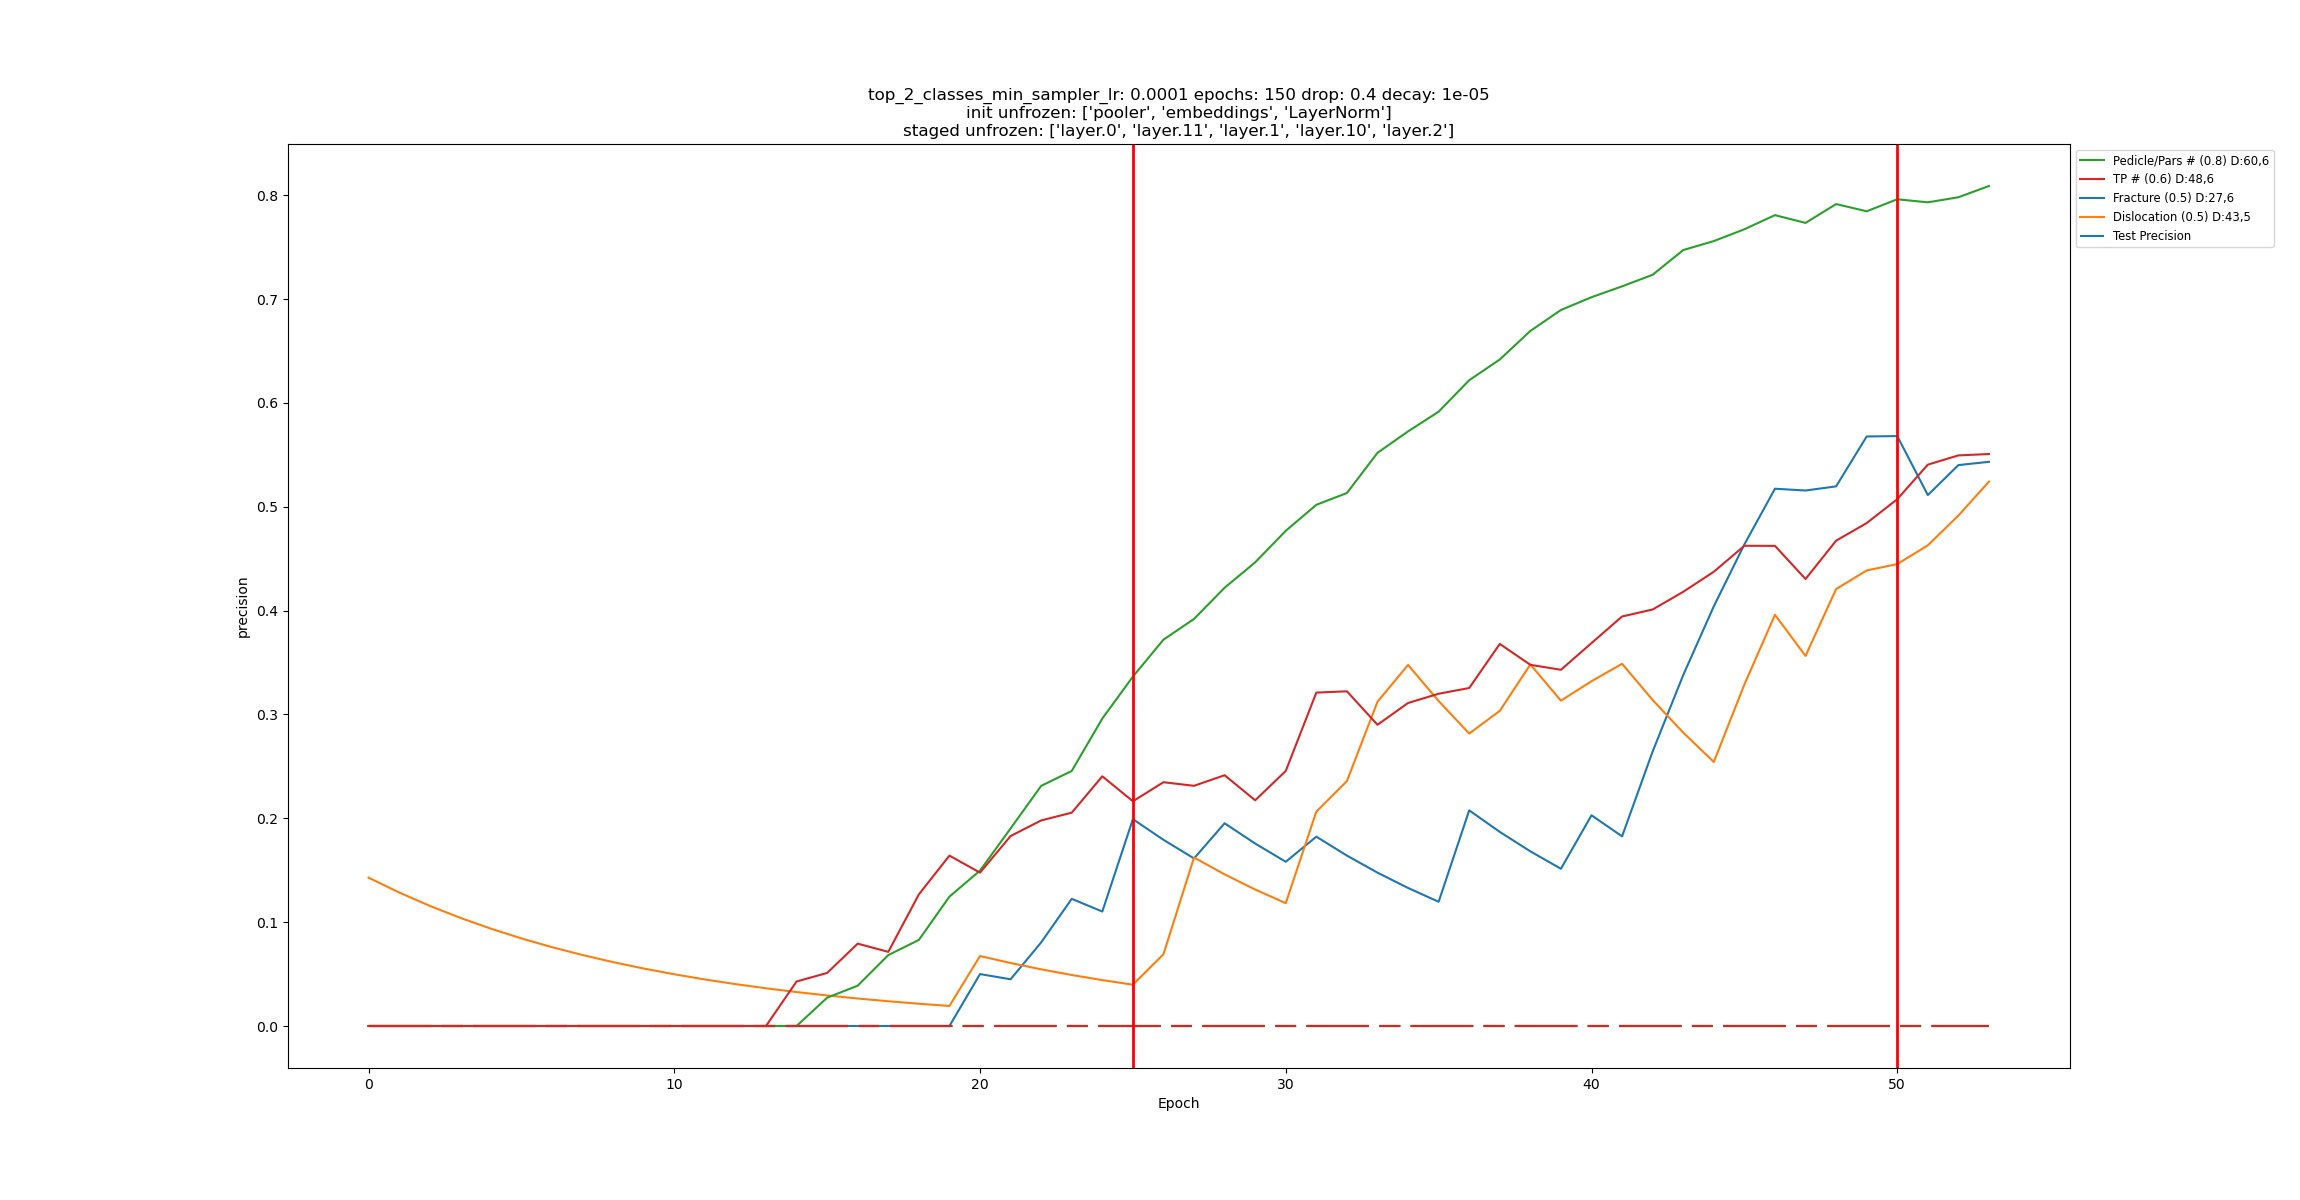 top_2_classes_min_sampler_lr: 0.0001 epochs: 150 drop: 0.4 decay: 1e-05
init unfrozen: ['pooler', 'embeddings', 'LayerNorm']
staged unfrozen: ['layer.0', 'layer.11', 'layer.1', 'layer.10', 'layer.2']
Pedicle/Pars # (0.8) D:60,6
TP # (0.6) D:48,6
Fracture (0.5) D:27,6
Dislocation (0.5) D:43,5
Test Precision
0.8
0.7
0.6
0.5
0.4
0.3
0.2
0.1
0.0
precision
0 10 20 30 40 50
Epoch